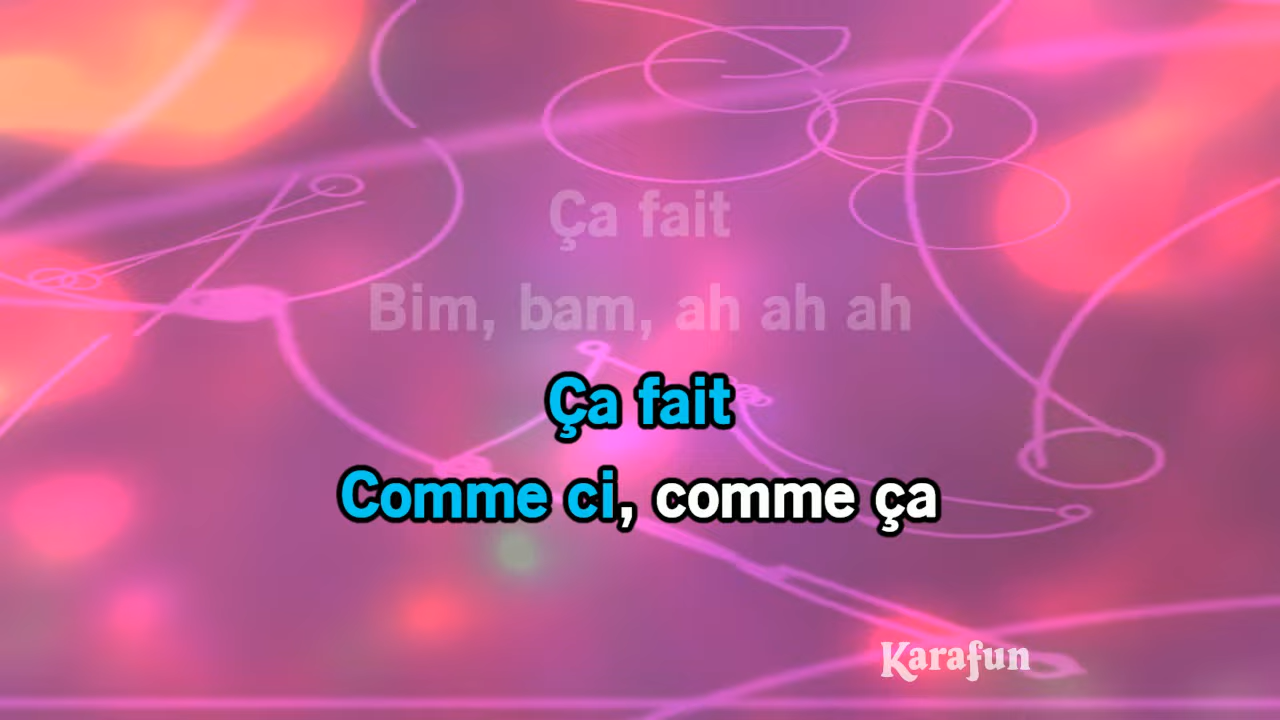 Ça fait
Bim, bam, ah ah ah
Ça fait
Comme ci, comme ça
Karafun